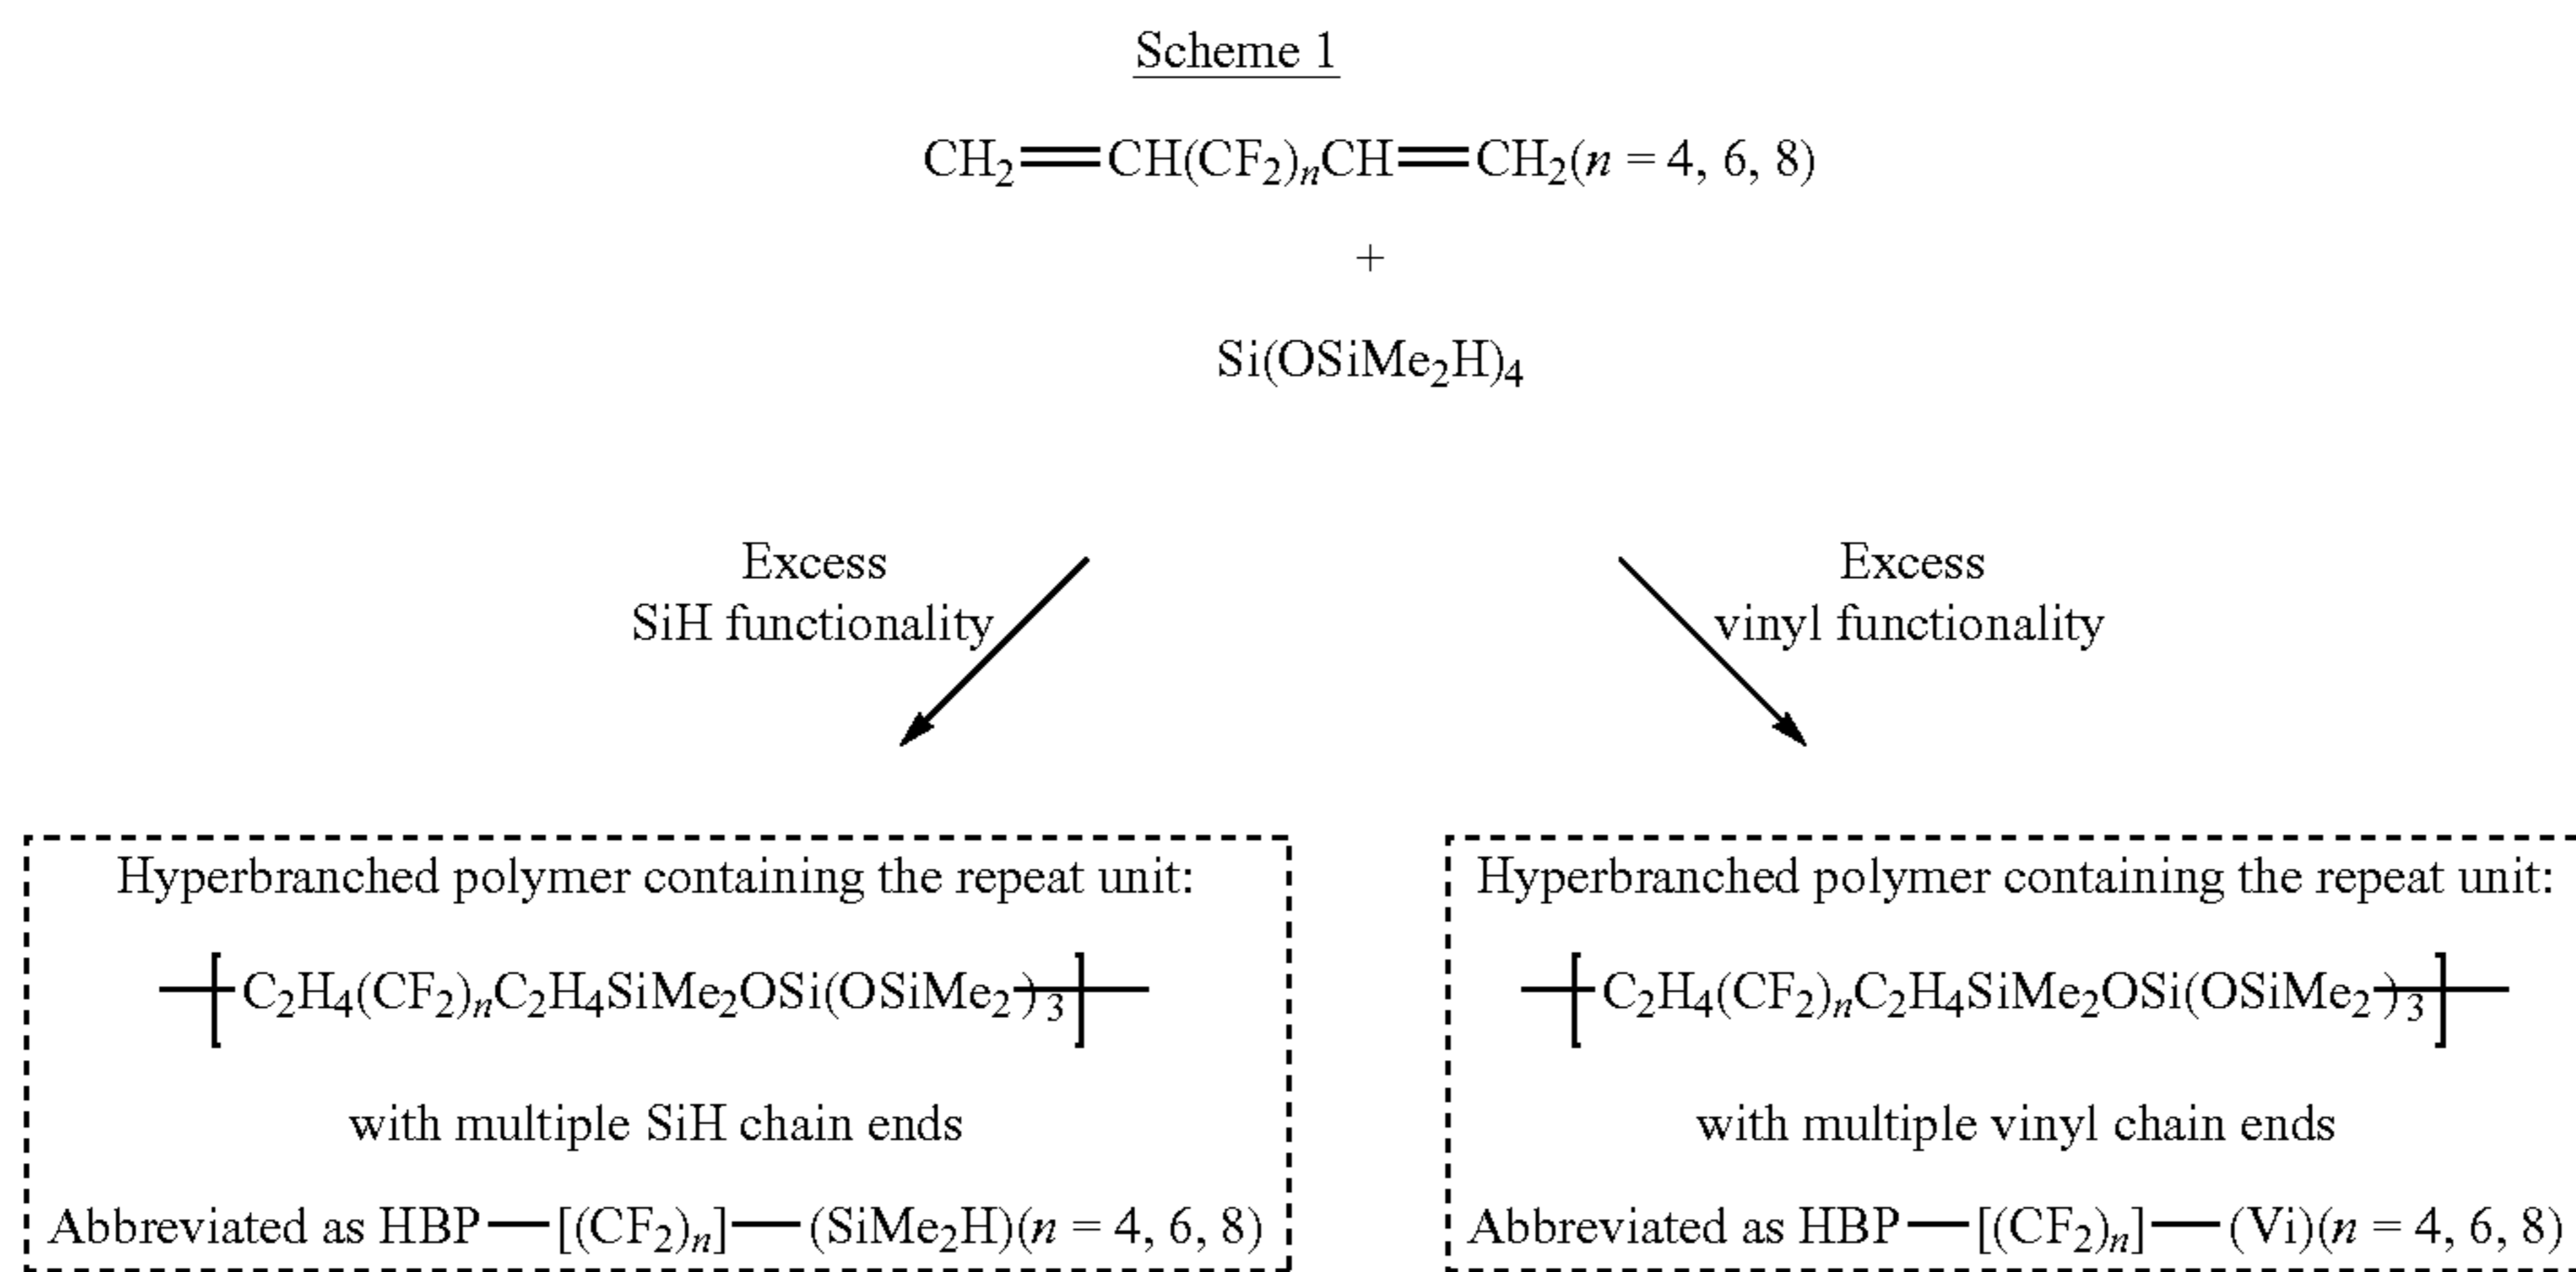 Scheme 1
CH₂=CH(CF₂)ₙCH=CH₂(n = 4, 6, 8)
+
Si(OSiMe₂H)₄
Excess
SiH functionality
Excess
vinyl functionality
Hyperbranched polymer containing the repeat unit:
—[C₂H₄(CF₂)ₙC₂H₄SiMe₂OSi(OSiMe₂—)₃]—
with multiple SiH chain ends
Abbreviated as HBP—[(CF₂)ₙ]—(SiMe₂H)(n = 4, 6, 8)
Hyperbranched polymer containing the repeat unit:
—[C₂H₄(CF₂)ₙC₂H₄SiMe₂OSi(OSiMe₂—)₃]—
with multiple vinyl chain ends
Abbreviated as HBP—[(CF₂)ₙ]—(Vi)(n = 4, 6, 8)